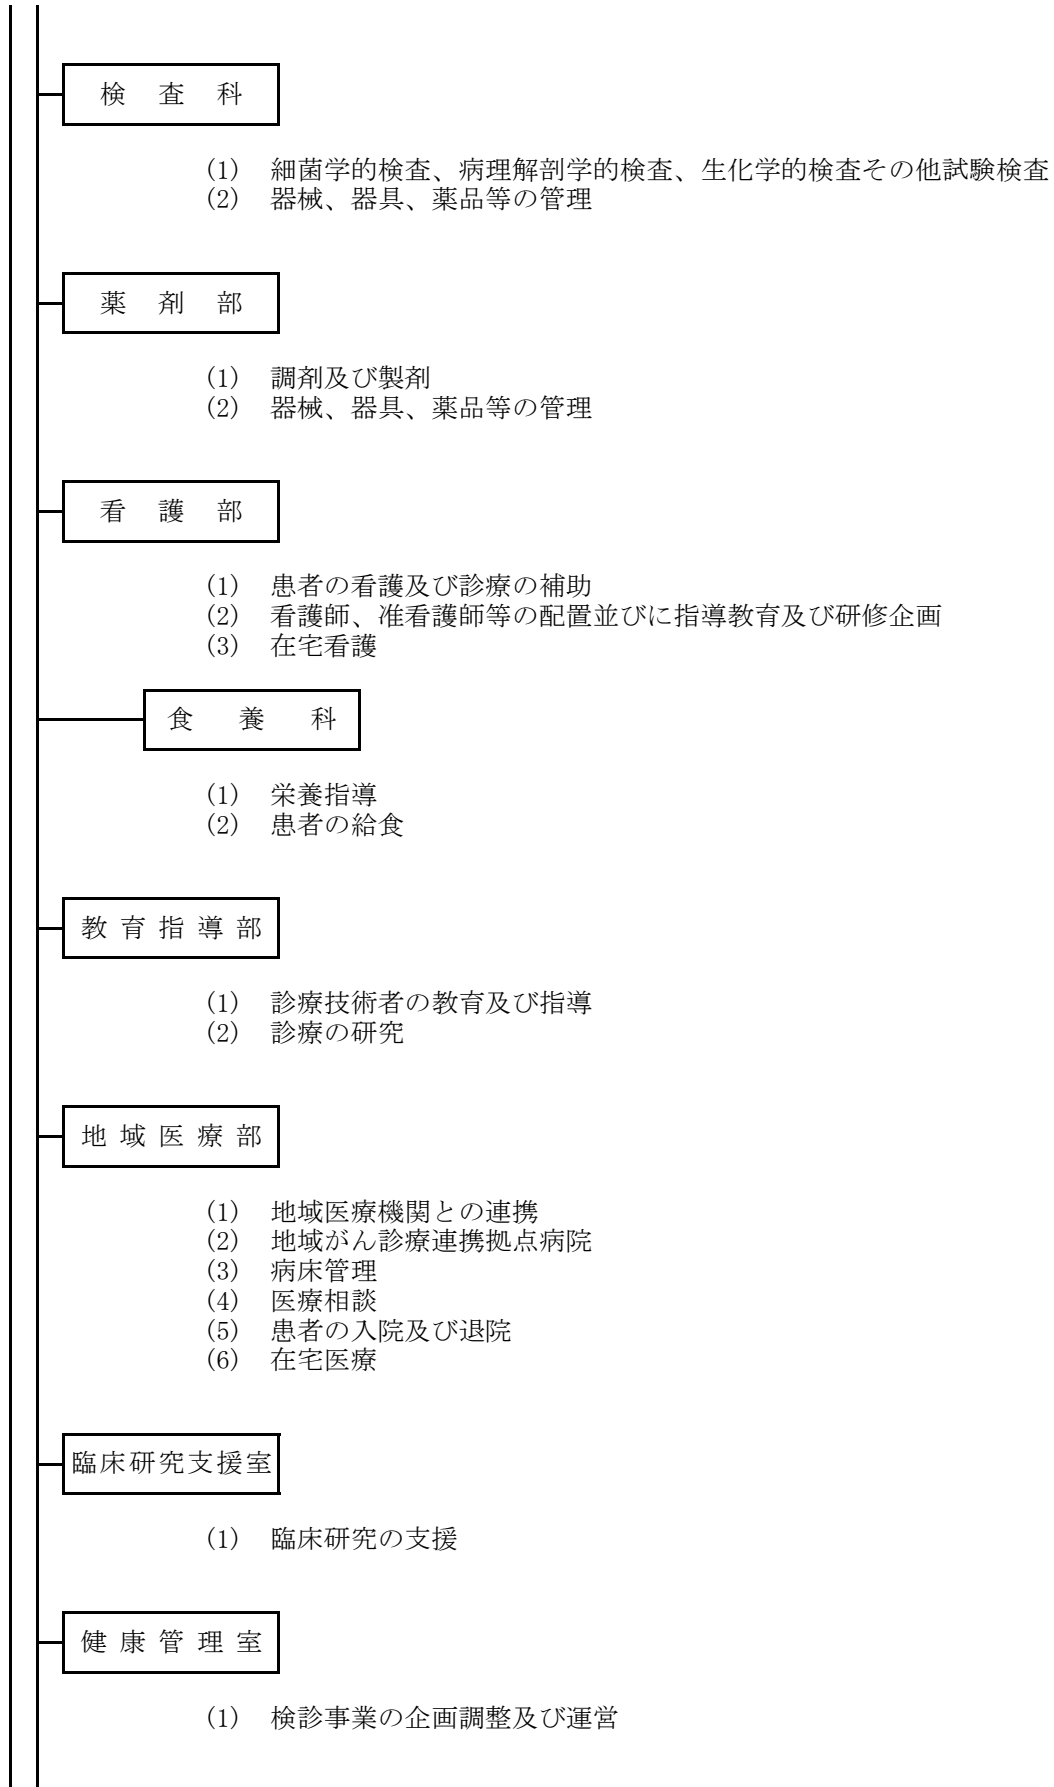 検　査　科
(1)　細菌学的検査、病理解剖学的検査、生化学的検査その他試験検査
(2)　器械、器具、薬品等の管理
薬　剤　部
(1)　調剤及び製剤
(2)　器械、器具、薬品等の管理
看　護　部
(1)　患者の看護及び診療の補助
(2)　看護師、准看護師等の配置並びに指導教育及び研修企画
(3)　在宅看護
食　養　科
(1)　栄養指導
(2)　患者の給食
教育指導部
(1)　診療技術者の教育及び指導
(2)　診療の研究
地域医療部
(1)　地域医療機関との連携
(2)　地域がん診療連携拠点病院
(3)　病床管理
(4)　医療相談
(5)　患者の入院及び退院
(6)　在宅医療
臨床研究支援室
(1)　臨床研究の支援
健康管理室
(1)　検診事業の企画調整及び運営